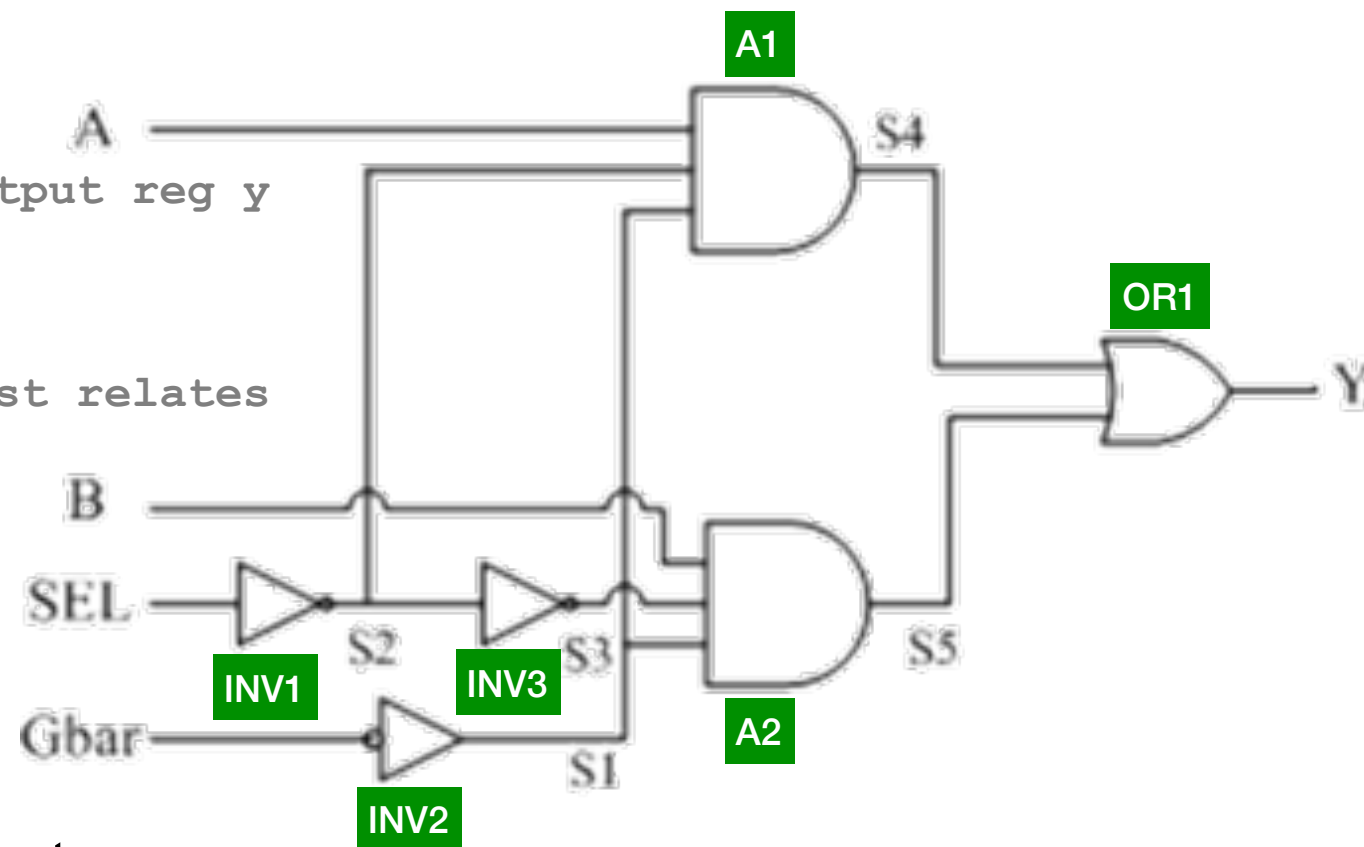 A1
A
S4
tput reg y
OR1
st relates
Y
B
SEL
S2
S3
S5
INV1
INV3
Gbar
A2
S1
INV2